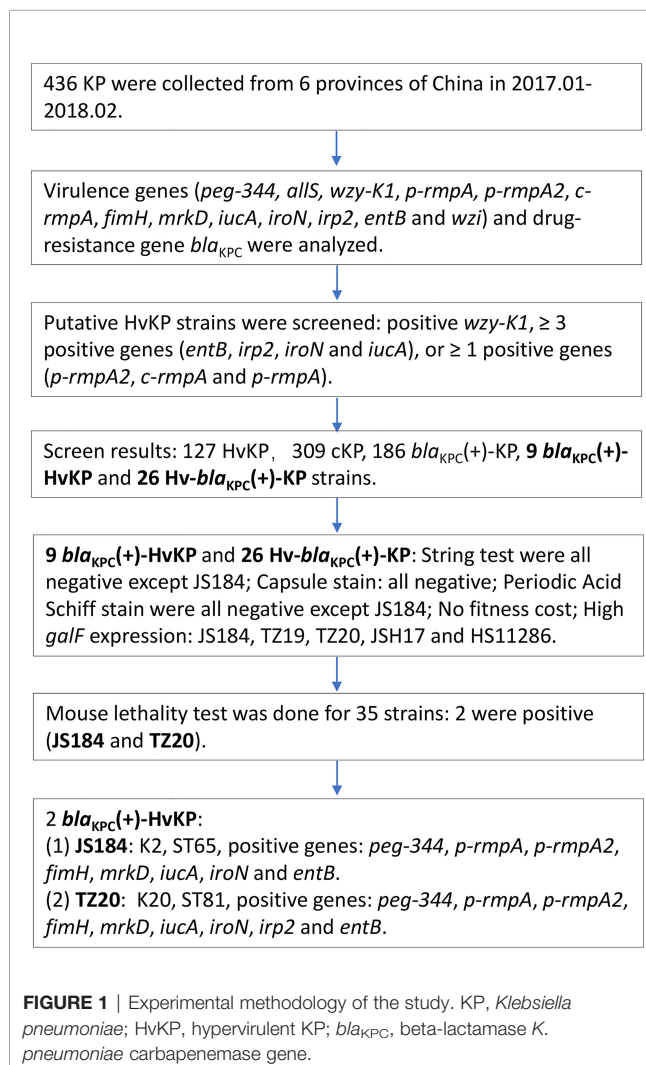 436 KP were collected from 6 provinces of China in 2017.01-
2018.02.
Virulence genes (peg-344, allS, wzy-K1, p-rmpA, p-rmpA2, c-
rmpA, fimH, mrkD, iucA, iroN, irp2, entB and wzi) and drug-
resistance gene blaKPC were analyzed.
Putative HvKP strains were screened: positive wzy-K1, ≥ 3
positive genes (entB, irp2, iroN and iucA), or ≥ 1 positive genes
(p-rmpA2, c-rmpA and p-rmpA).
Screen results: 127 HvKP, 309 cKP, 186 blaKPC(+)-KP, 9 blaKPC(+)-
HvKP and 26 Hv-blaKPC(+)-KP strains.
9 blaKPC(+)-HvKP and 26 Hv-blaKPC(+)-KP: String test were all
negative except JS184; Capsule stain: all negative; Periodic Acid
Schiff stain were all negative except JS184; No fitness cost; High
galF expression: JS184, TZ19, TZ20, JSH17 and HS11286.
Mouse lethality test was done for 35 strains: 2 were positive
(JS184 and TZ20).
2 blaKPC(+)-HvKP:
(1) JS184: K2, ST65, positive genes: peg-344, p-rmpA, p-rmpA2,
fimH, mrkD, iucA, iroN and entB.
(2) TZ20: K20, ST81, positive genes: peg-344, p-rmpA, p-rmpA2,
fimH, mrkD, iucA, iroN, irp2 and entB.
FIGURE 1 | Experimental methodology of the study. KP, Klebsiella
pneumoniae; HvKP, hypervirulent KP; blaKPC, beta-lactamase K.
pneumoniae carbapenemase gene.